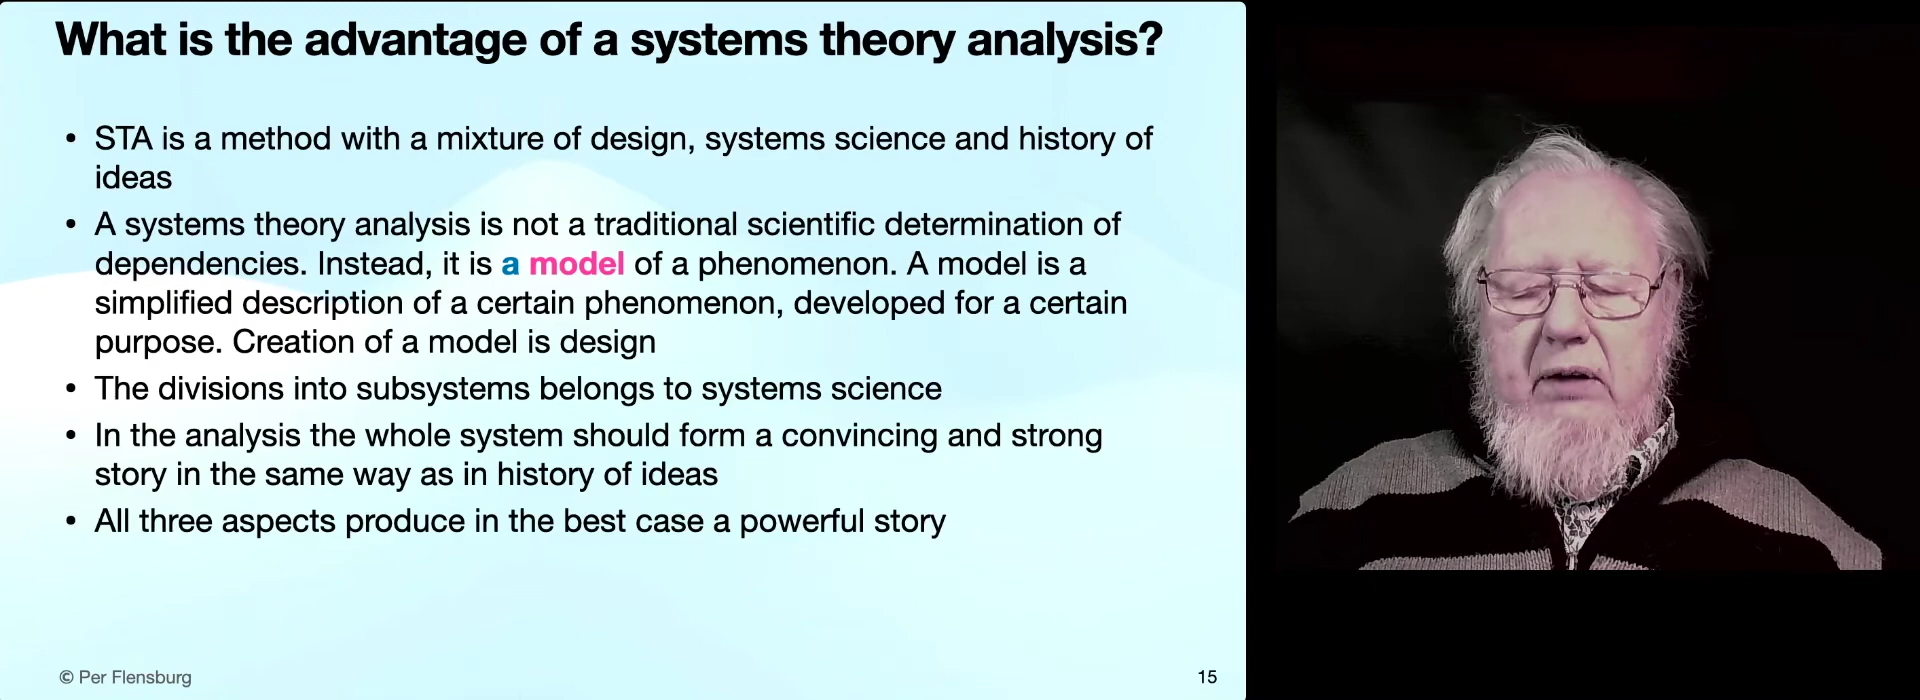 What is the advantage of a systems theory analysis?
• STA is a method with a mixture of design, systems science and history of
ideas
• A systems theory analysis is not a traditional scientific determination of
dependencies. Instead, it is a model of a phenomenon. A model is a
simplified description of a certain phenomenon, developed for a certain
purpose. Creation of a model is design
• The divisions into subsystems belongs to systems science
• In the analysis the whole system should form a convincing and strong
story in the same way as in history of ideas
• All three aspects produce in the best case a powerful story
© Per Flensburg
15